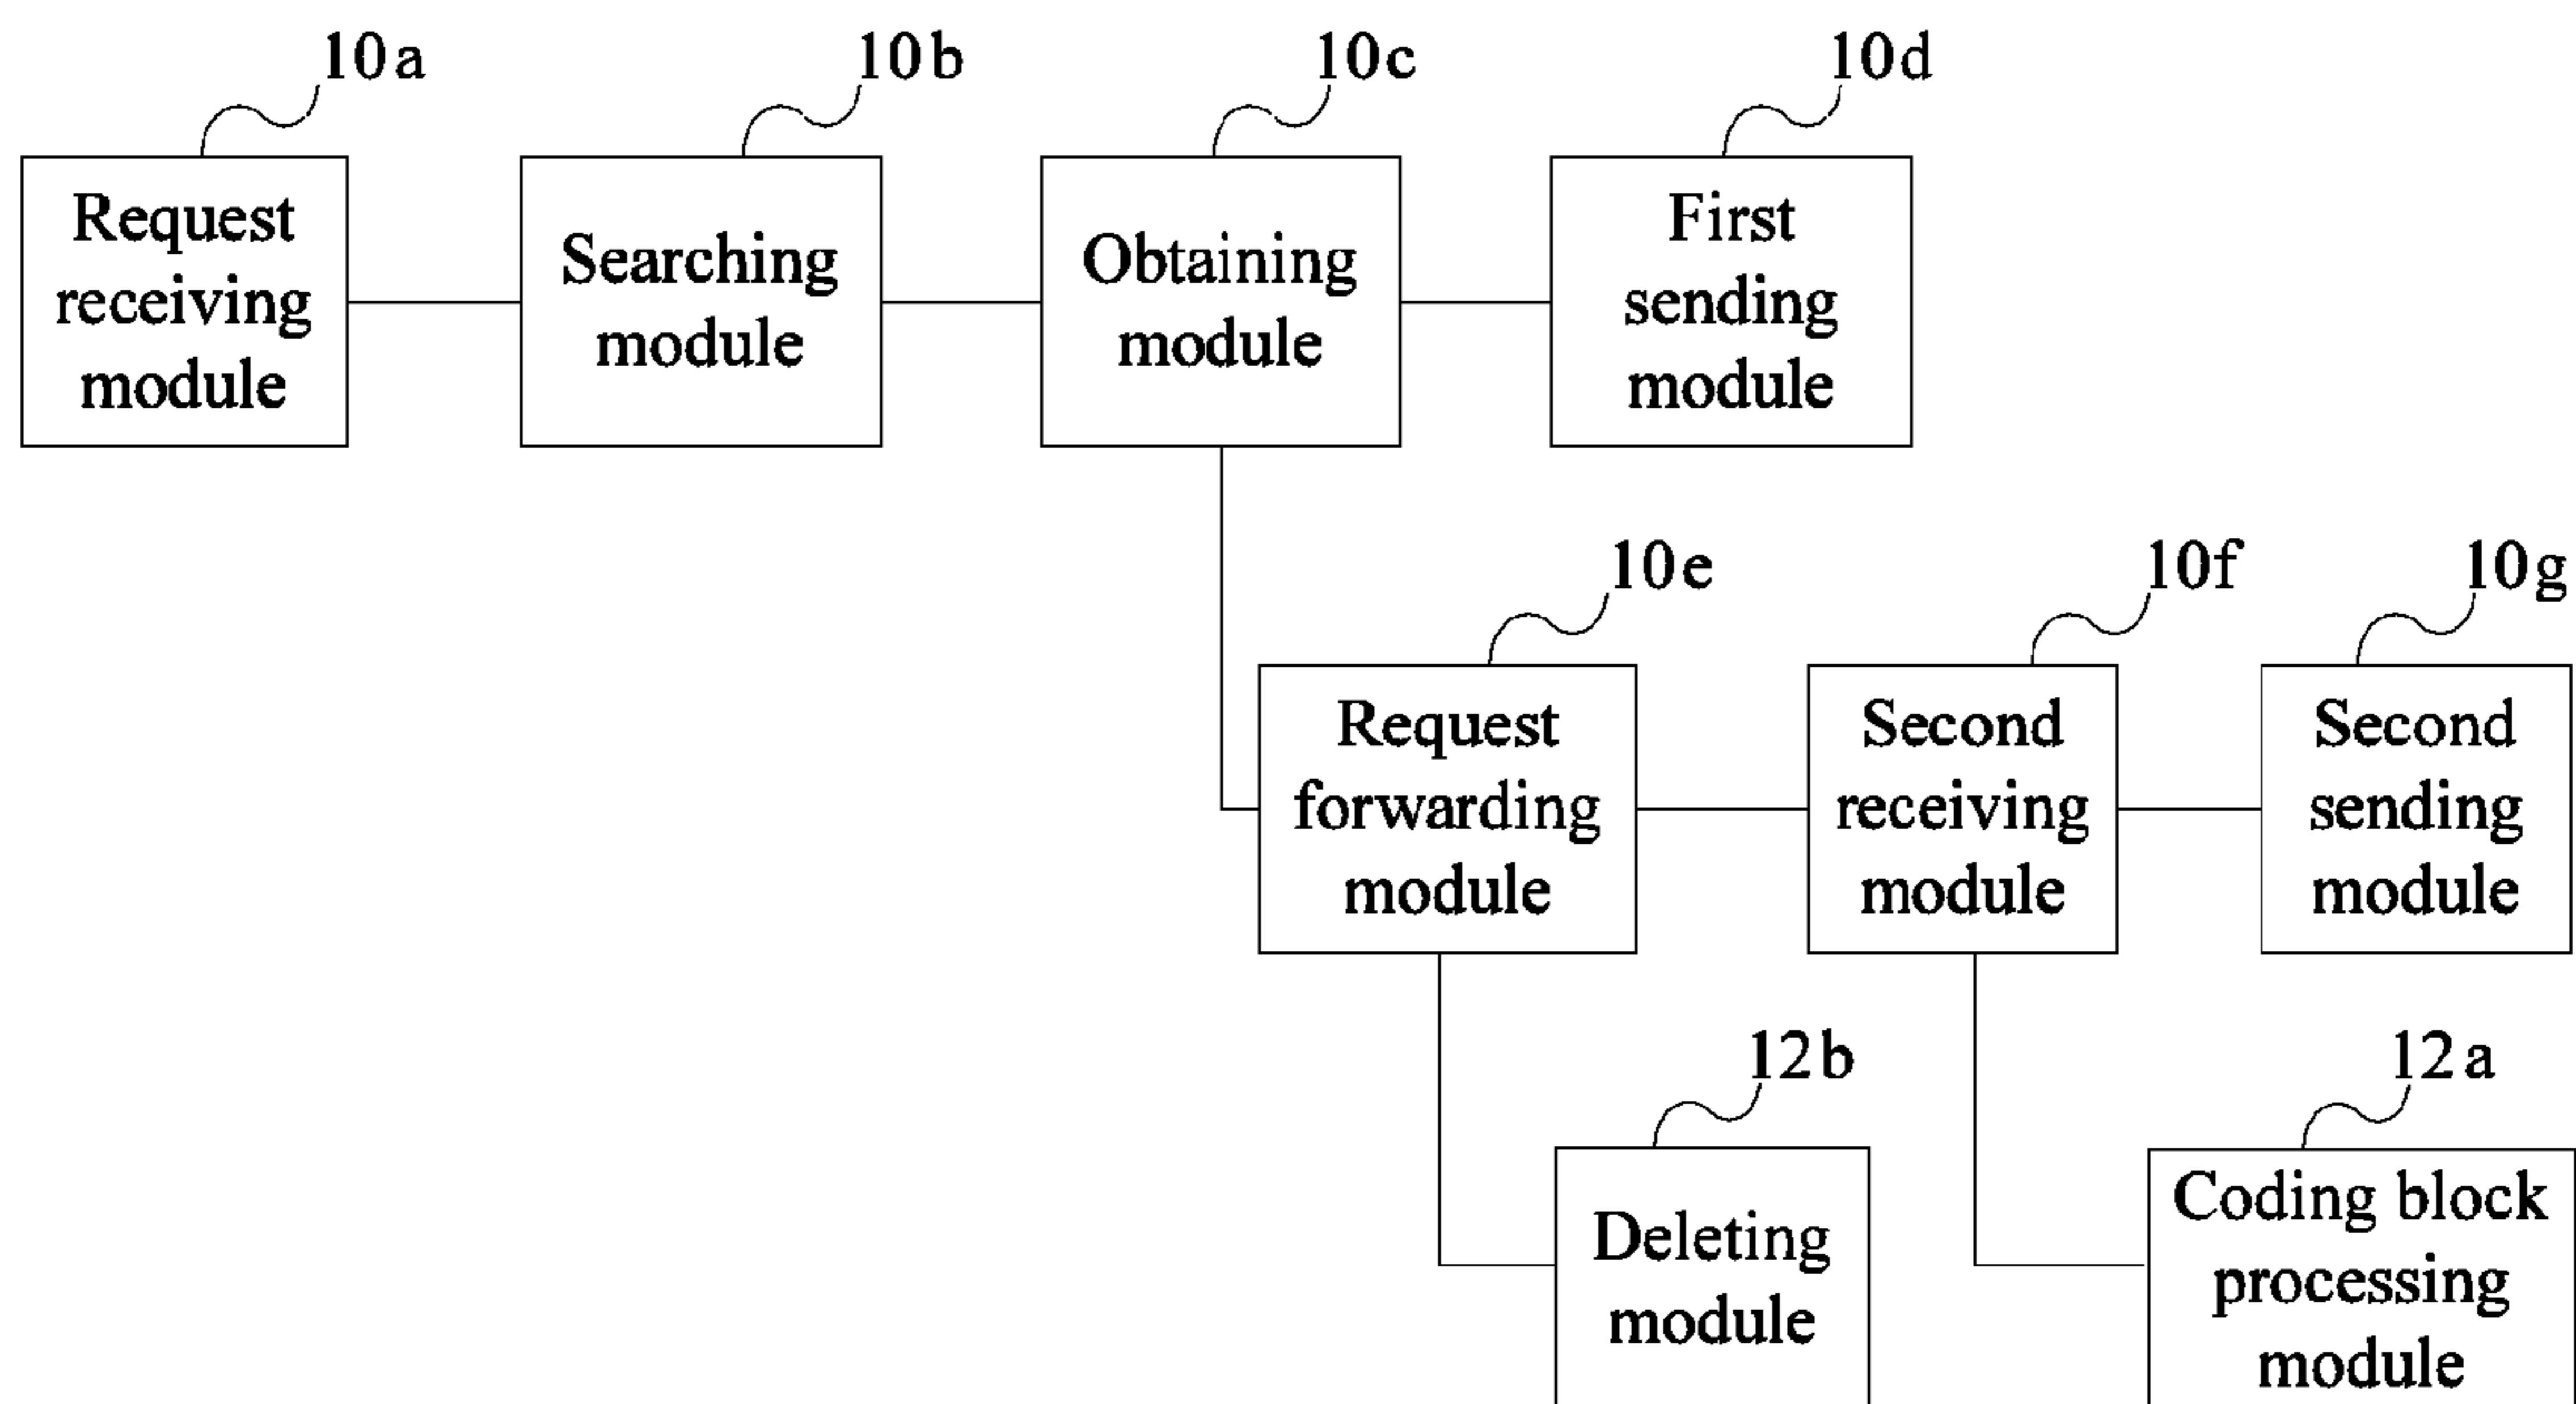 10a
10b
10c
10d
Request
receiving
module
Searching
module
Obtaining
module
First
sending
module
10e
10f
10g
Request
forwarding
module
Second
receiving
module
Second
sending
module
12b
12a
Deleting
module
Coding block
processing
module